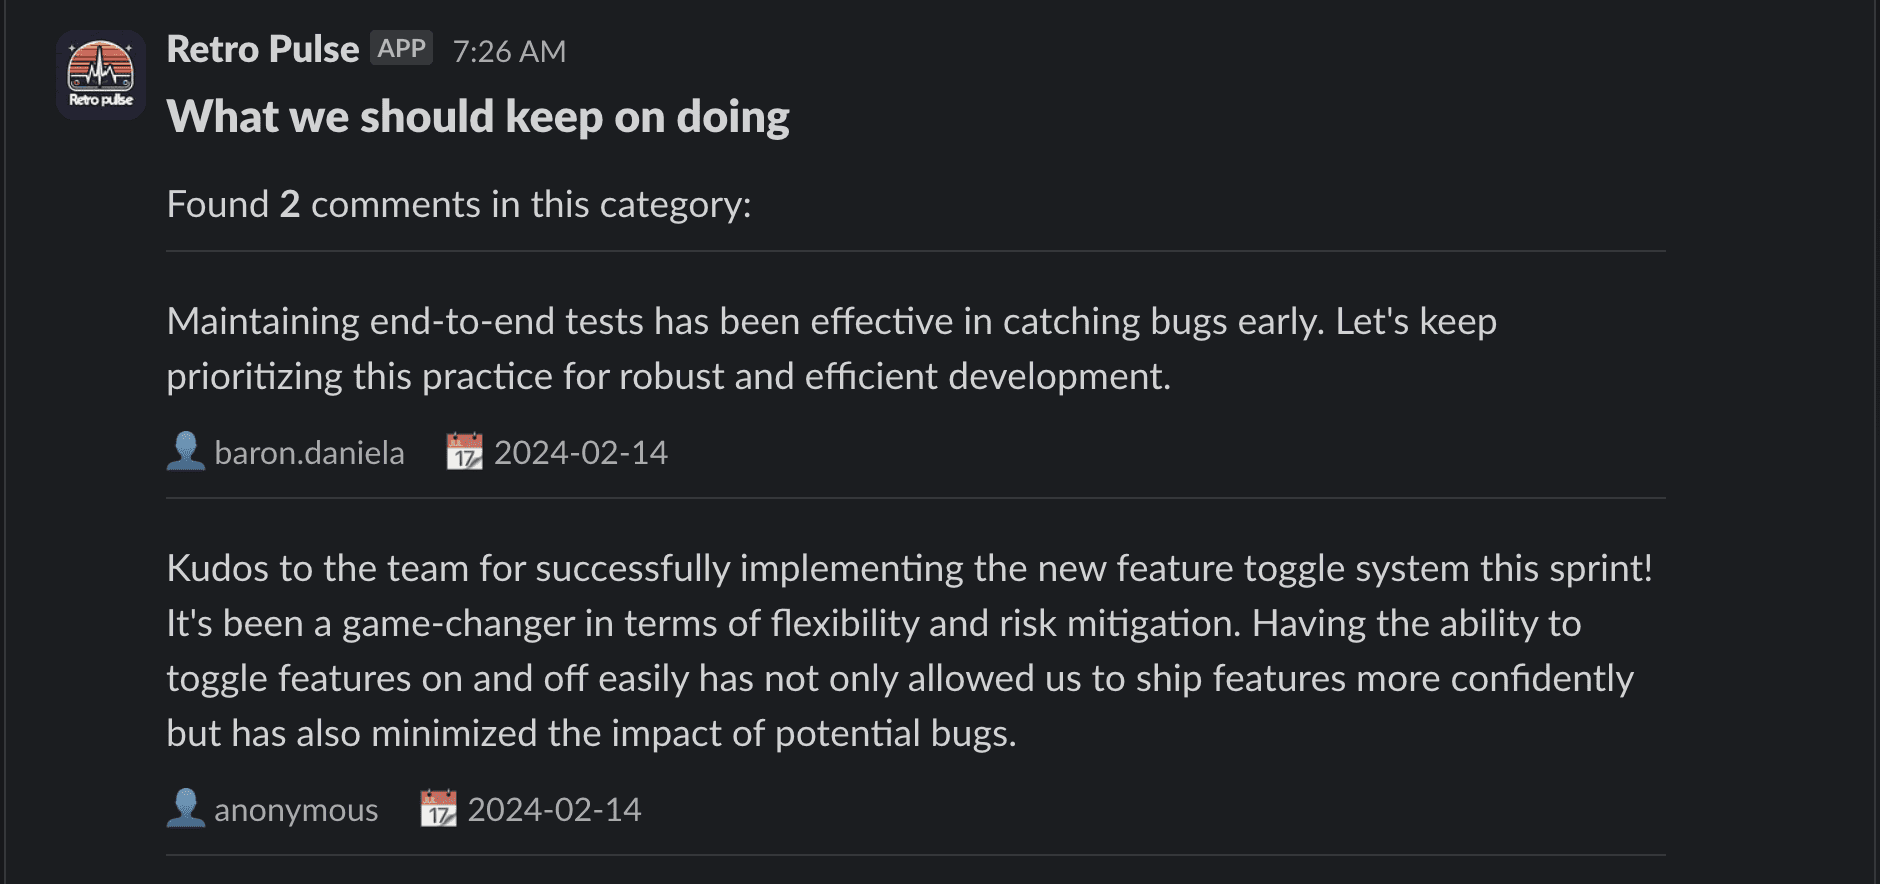 Retro Pulse APP 7:26 AM
Retro pulse
What we should keep on doing
Found 2 comments in this category:
Maintaining end-to-end tests has been effective in catching bugs early. Let's keep
prioritizing this practice for robust and efficient development.
baron.daniela JUL 17 2024-02-14
Kudos to the team for successfully implementing the new feature toggle system this sprint!
It's been a game-changer in terms of flexibility and risk mitigation. Having the ability to
toggle features on and off easily has not only allowed us to ship features more confidently
but has also minimized the impact of potential bugs.
anonymous JUL 17 2024-02-14